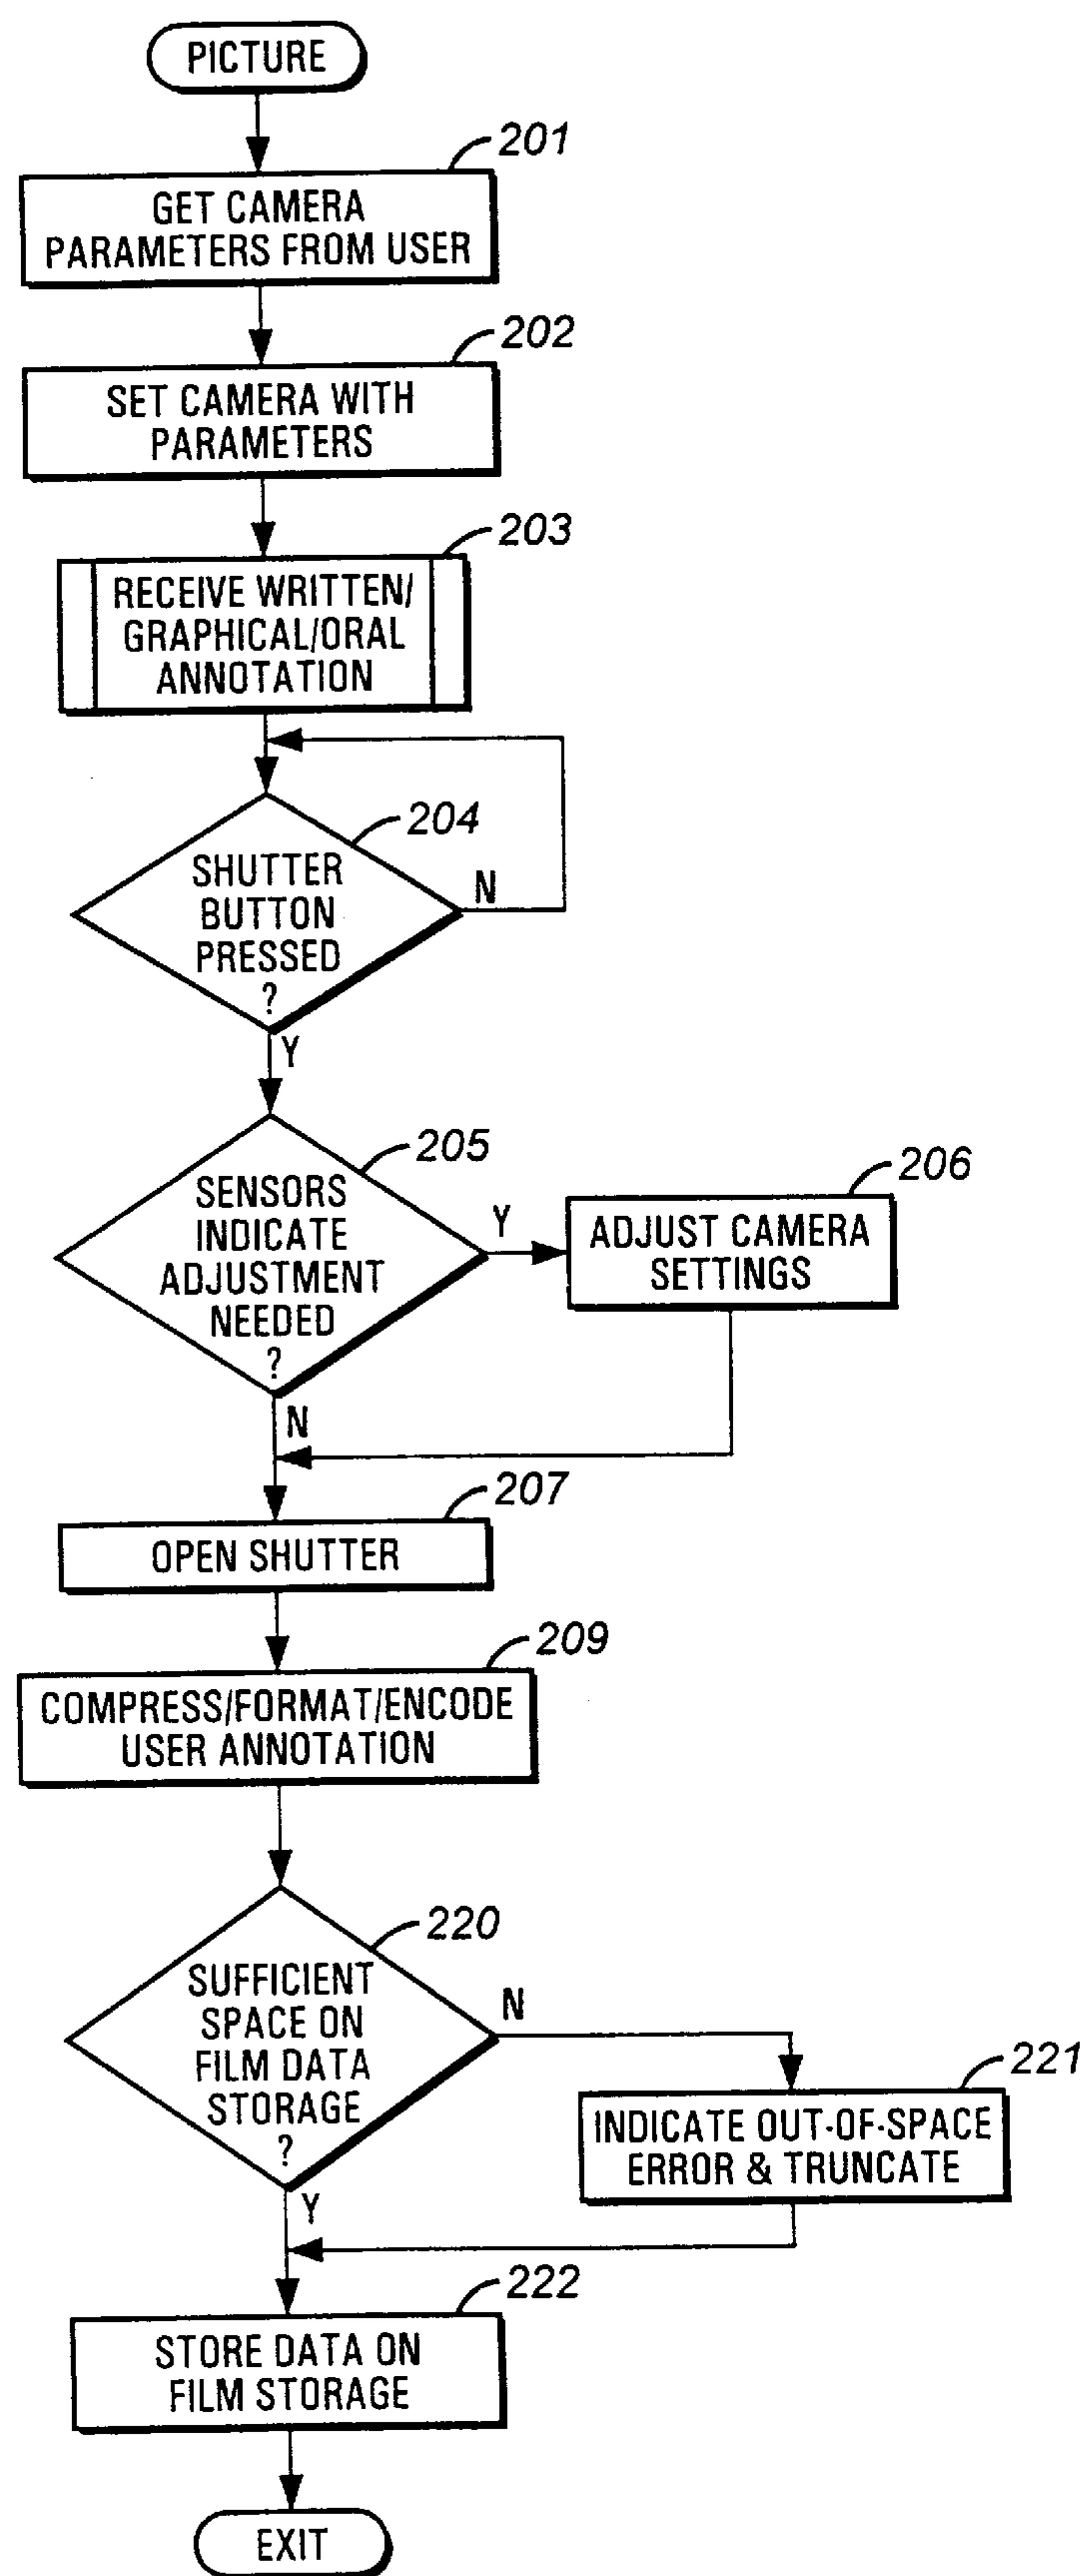 PICTURE
201
GET CAMERA
PARAMETERS FROM USER
202
SET CAMERA WITH
PARAMETERS
203
RECEIVE WRITTEN/
GRAPHICAL/ORAL
ANNOTATION
204
SHUTTER
BUTTON
PRESSED
?
N
Y
205
SENSORS
INDICATE
ADJUSTMENT
NEEDED
?
Y
206
ADJUST CAMERA
SETTINGS
N
207
OPEN SHUTTER
209
COMPRESS/FORMAT/ENCODE
USER ANNOTATION
220
SUFFICIENT
SPACE ON
FILM DATA
STORAGE
?
N
221
INDICATE OUT-OF-SPACE
ERROR & TRUNCATE
Y
222
STORE DATA ON
FILM STORAGE
EXIT